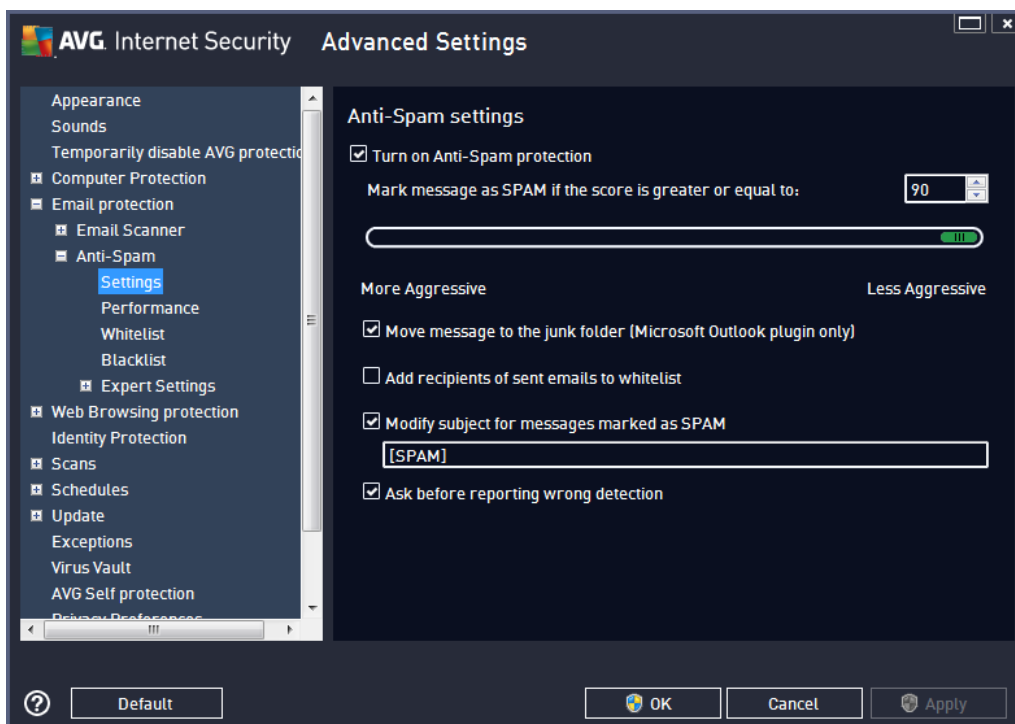 AVG. Internet Security Advanced Settings
Appearance
Sounds
Temporarily disable AVG protectic
Computer Protection
Email protection
Email Scanner
Anti-Spam
Settings
Performance
Whitelist
Blacklist
Expert Settings
Web Browsing protection
Identity Protection
Scans
Schedules
Update
Exceptions
Virus Vault
AVG Self protection
Privacy Preferences
Anti-Spam settings
Turn on Anti-Spam protection
Mark message as SPAM if the score is greater or equal to: 90
More Aggressive Less Aggressive
Move message to the junk folder (Microsoft Outlook plugin only)
Add recipients of sent emails to whitelist
Modify subject for messages marked as SPAM
[SPAM]
Ask before reporting wrong detection
? Default OK Cancel Apply